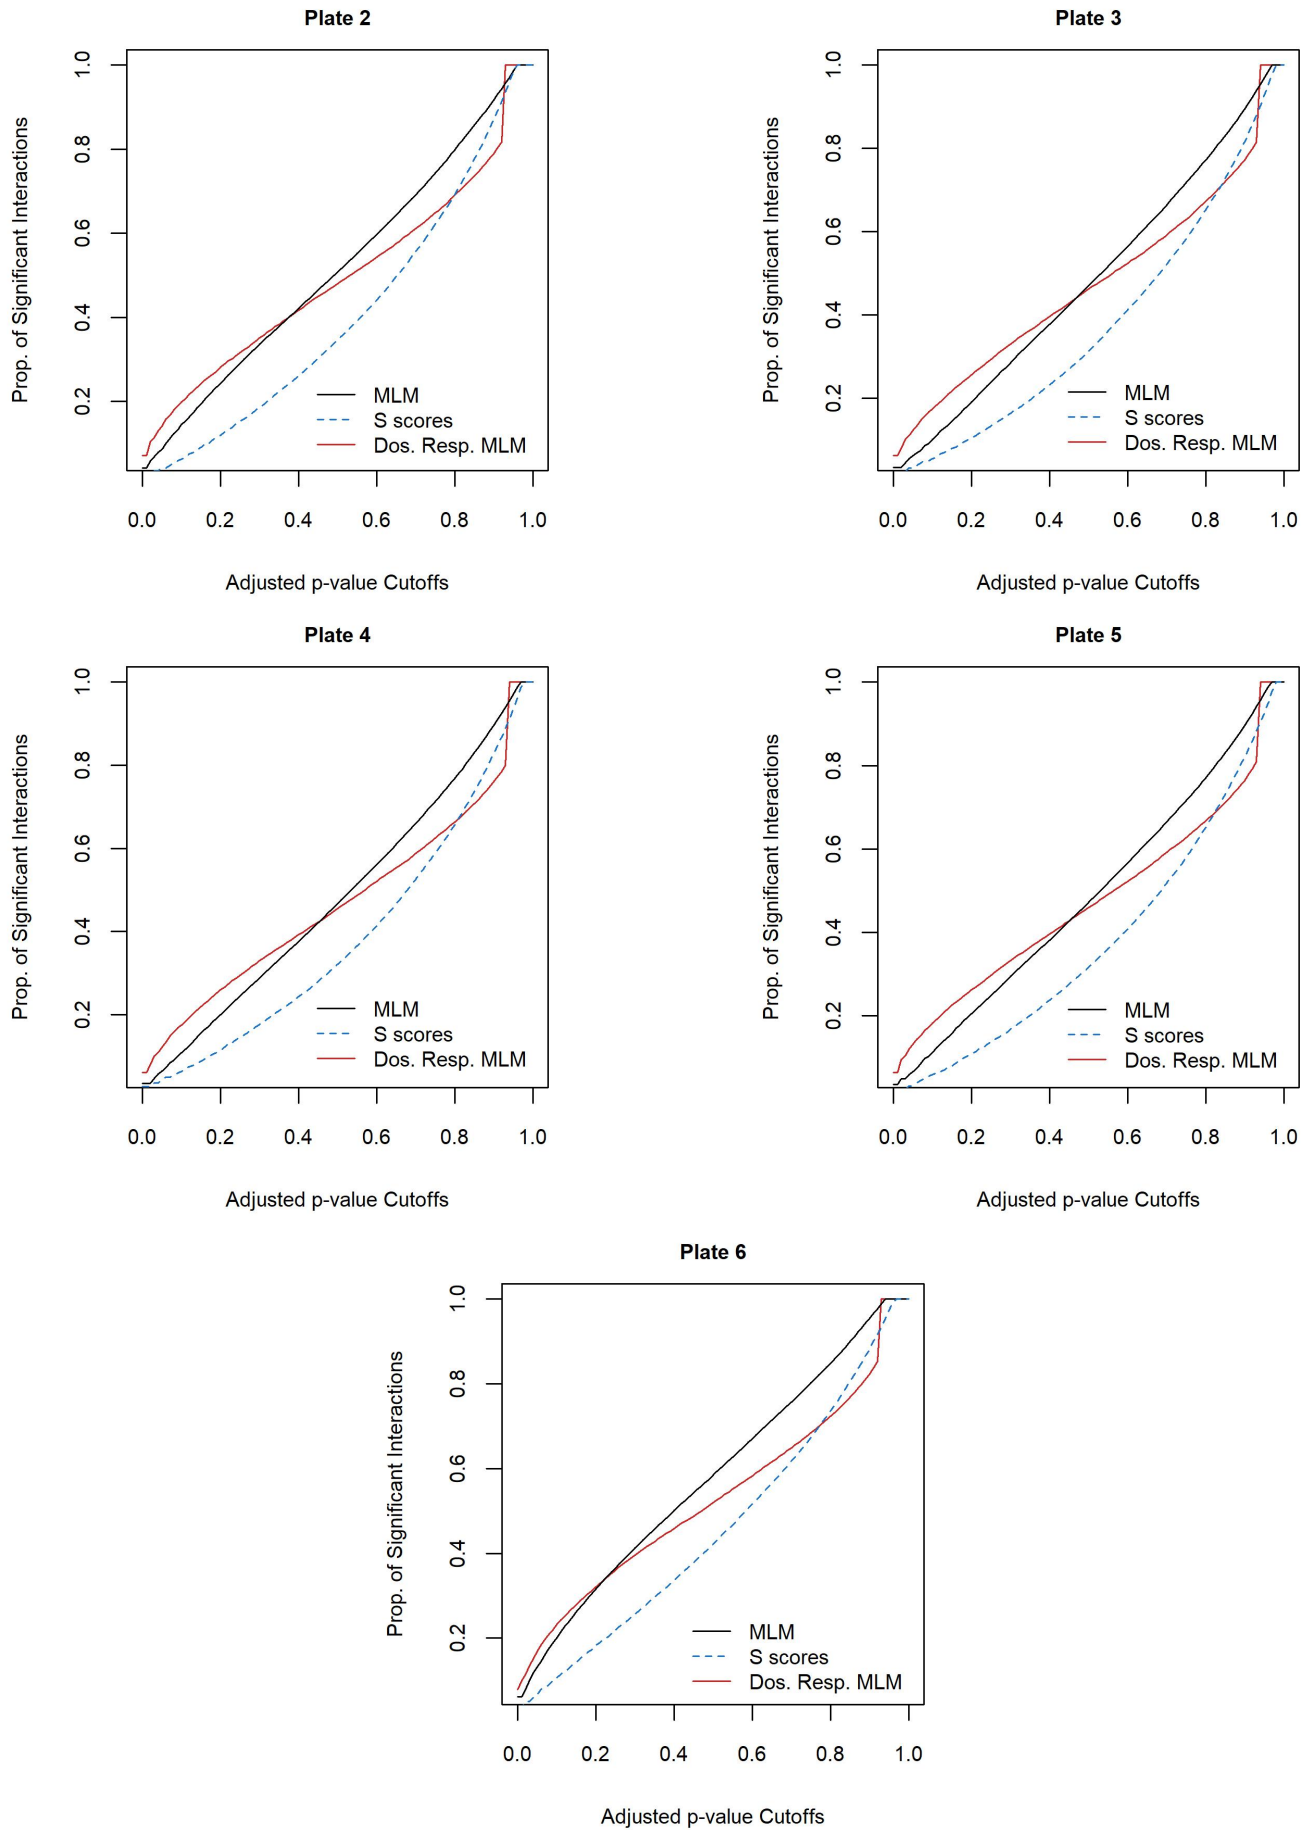 Plate 2
Prop. of Significant Interactions
1.0
0.8
0.6
0.4
0.2
MLM
S scores
Dos. Resp. MLM
0.0 0.2 0.4 0.6 0.8 1.0
Adjusted p-value Cutoffs
Plate 3
Prop. of Significant Interactions
1.0
0.8
0.6
0.4
0.2
MLM
S scores
Dos. Resp. MLM
0.0 0.2 0.4 0.6 0.8 1.0
Adjusted p-value Cutoffs
Plate 4
Prop. of Significant Interactions
1.0
0.8
0.6
0.4
0.2
MLM
S scores
Dos. Resp. MLM
0.0 0.2 0.4 0.6 0.8 1.0
Adjusted p-value Cutoffs
Plate 5
Prop. of Significant Interactions
1.0
0.8
0.6
0.4
0.2
MLM
S scores
Dos. Resp. MLM
0.0 0.2 0.4 0.6 0.8 1.0
Adjusted p-value Cutoffs
Plate 6
Prop. of Significant Interactions
1.0
0.8
0.6
0.4
0.2
MLM
S scores
Dos. Resp. MLM
0.0 0.2 0.4 0.6 0.8 1.0
Adjusted p-value Cutoffs